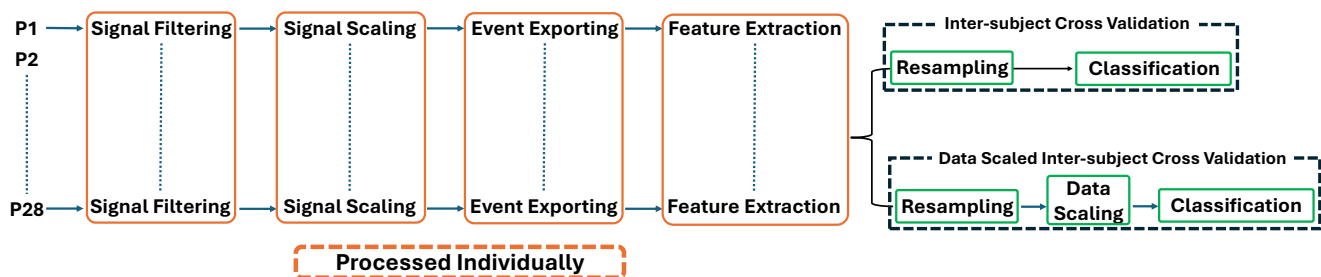 P1
Signal Filtering
Signal Scaling
Event Exporting
Feature Extraction
P2
P28
Signal Filtering
Signal Scaling
Event Exporting
Feature Extraction
Processed Individually
Inter-subject Cross Validation
Resampling
Classification
Data Scaled Inter-subject Cross Validation
Resampling
Data
Scaling
Classification